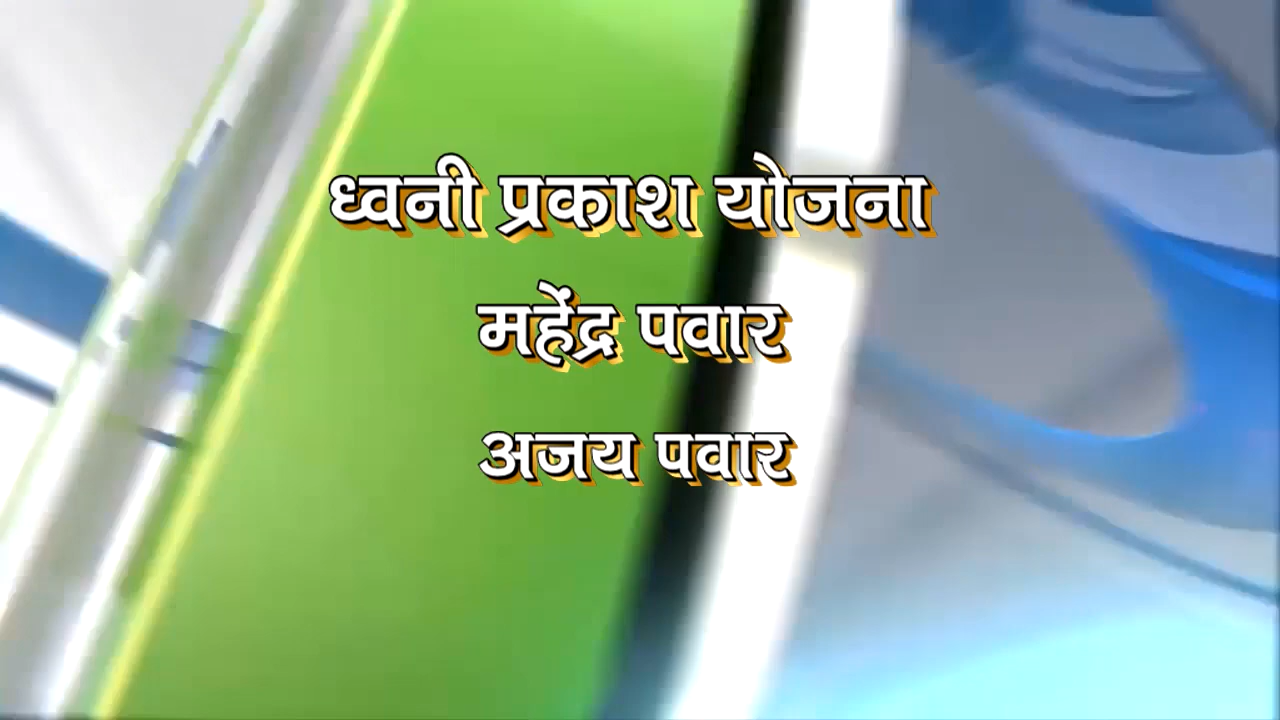 ध्वनी प्रकाश योजना
महेंद्र पवार
अजय पवार